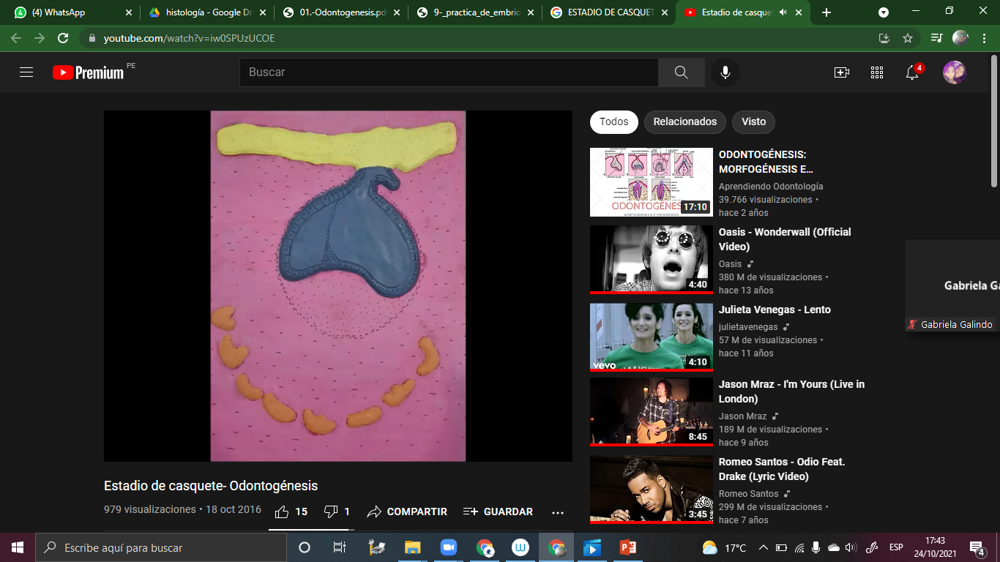 (4) WhatsApp
histología - Google Dr
01.-Odontogenesis.pd
9-_practica_de_embrio
ESTADIO DE CASQUET
Estadio de casque
youtube.com/watch?v=iw0SPUzUCOE
Premium PE
Buscar
4
Todos
Relacionados
Visto
ODONTOGENES
17:10
ODONTOGÉNESIS:
MORFOGÉNESIS E...
Aprendiendo Odontología
39.766 visualizaciones •
hace 2 años
4:40
Oasis - Wonderwall (Official
Video)
Oasis
380 M de visualizaciones •
hace 13 años
vevo
4:10
Julieta Venegas - Lento
julietavenegas
57 M de visualizaciones •
hace 11 años
8:45
Jason Mraz - I'm Yours (Live in
London)
Jason Mraz
189 M de visualizaciones •
hace 9 años
3:45
Romeo Santos - Odio Feat.
Drake (Lyric Video)
Romeo Santos
299 M de visualizaciones •
hace 7 años
Gabriela Ga
Gabriela Galindo
Estadio de casquete- Odontogénesis
979 visualizaciones • 18 oct 2016
15
1
COMPARTIR
GUARDAR
Escribe aquí para buscar
17°C
ESP
17:43
24/10/2021
4